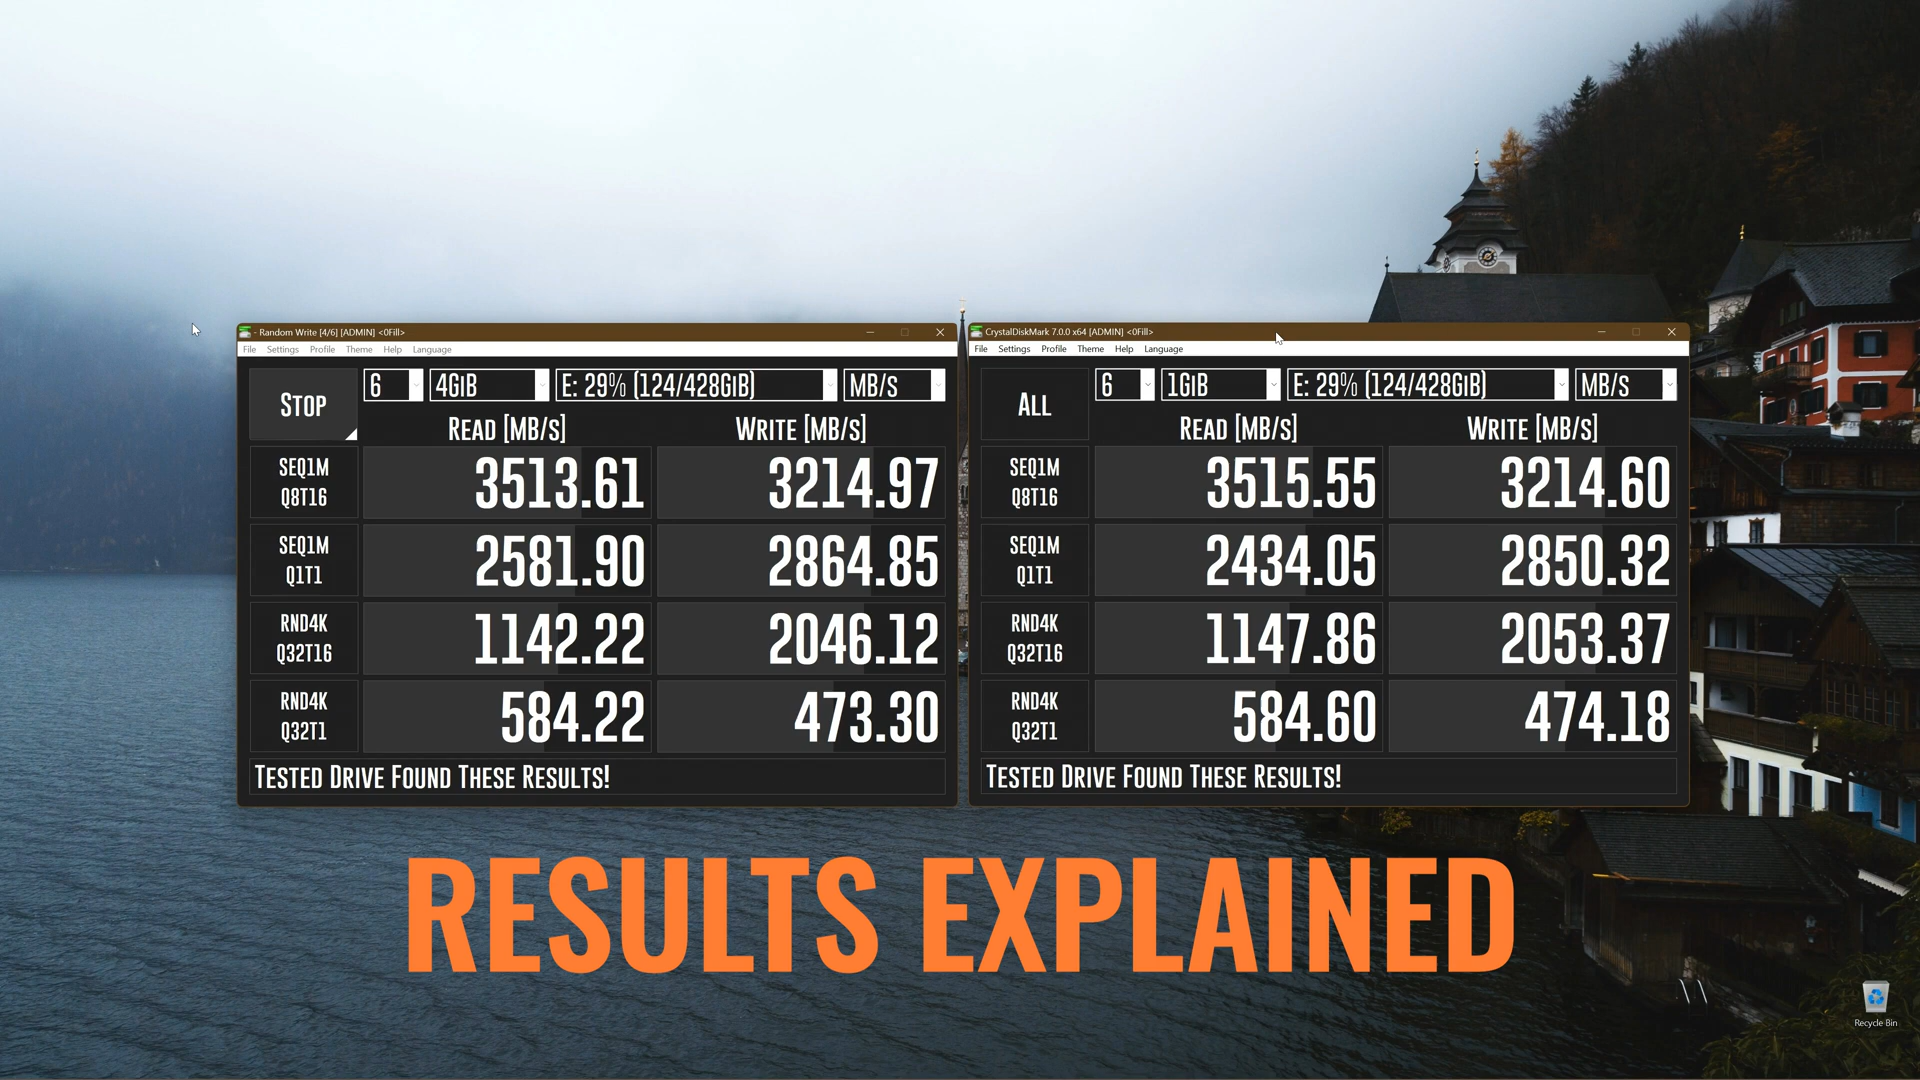 - Random Write [4/6] [ADMIN] <0Fill>
File Settings Profile Theme Help Language
Stop
6 4GiB E: 29% (124/428GiB) MB/s
Read [MB/s] Write [MB/s]
SEQ1M
Q8T16
3513.61 3214.97
SEQ1M
Q1T1
2581.90 2864.85
RND4K
Q32T16
1142.22 2046.12
RND4K
Q32T1
584.22 473.30
Tested Drive Found These Results!
CrystalDiskMark 7.0.0 x64 [ADMIN] <0Fill>
File Settings Profile Theme Help Language
All
6 1GiB E: 29% (124/428GiB) MB/s
Read [MB/s] Write [MB/s]
SEQ1M
Q8T16
3515.55 3214.60
SEQ1M
Q1T1
2434.05 2850.32
RND4K
Q32T16
1147.86 2053.37
RND4K
Q32T1
584.60 474.18
Tested Drive Found These Results!
RESULTS EXPLAINED
Recycle Bin